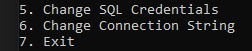 5. Change SQL Credentials
6. Change Connection String
7. Exit